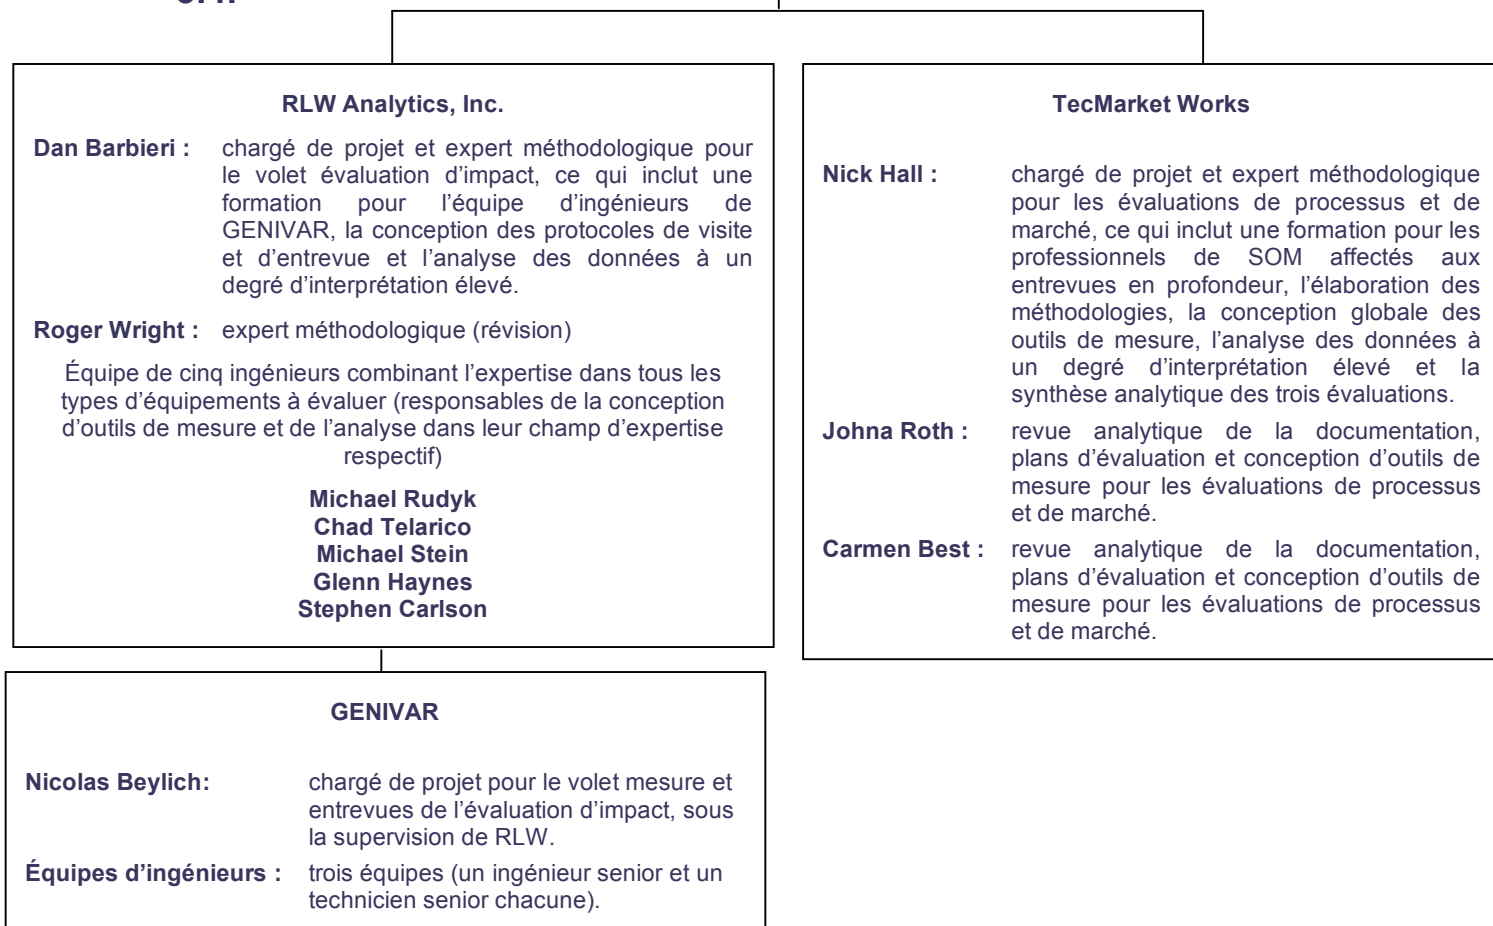 RLW Analytics, Inc.
Dan Barbieri : chargé de projet et expert méthodologique pour
le volet évaluation d’impact, ce qui inclut une
formation pour l’équipe d’ingénieurs de
GENIVAR, la conception des protocoles de visite
et d’entrevue et l’analyse des données à un
degré d’interprétation élevé.
Roger Wright : expert méthodologique (révision)
Équipe de cinq ingénieurs combinant l’expertise dans tous les
types d’équipements à évaluer (responsables de la conception
d’outils de mesure et de l’analyse dans leur champ d’expertise
respectif)
Michael Rudyk
Chad Telarico
Michael Stein
Glenn Haynes
Stephen Carlson
TecMarket Works
Nick Hall : chargé de projet et expert méthodologique
pour les évaluations de processus et de
marché, ce qui inclut une formation pour les
professionnels de SOM affectés aux
entrevues en profondeur, l’élaboration des
méthodologies, la conception globale des
outils de mesure, l’analyse des données à
un degré d’interprétation élevé et la
synthèse analytique des trois évaluations.
Johna Roth : revue analytique de la documentation,
plans d’évaluation et conception d’outils de
mesure pour les évaluations de processus
et de marché.
Carmen Best : revue analytique de la documentation,
plans d’évaluation et conception d’outils de
mesure pour les évaluations de processus
et de marché.
GENIVAR
Nicolas Beylich: chargé de projet pour le volet mesure et
entrevues de l’évaluation d’impact, sous
la supervision de RLW.
Équipes d’ingénieurs : trois équipes (un ingénieur senior et un
technicien senior chacune).